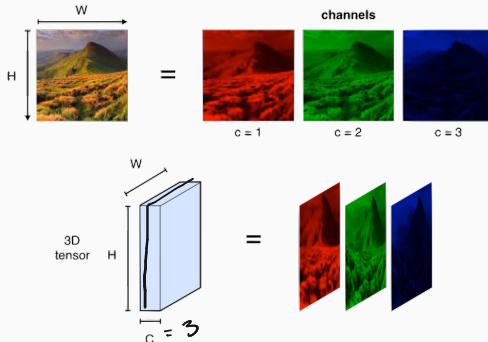 W
channels
H
=
c = 1
c = 2
c = 3
W
3D
tensor
H
=
C = 3